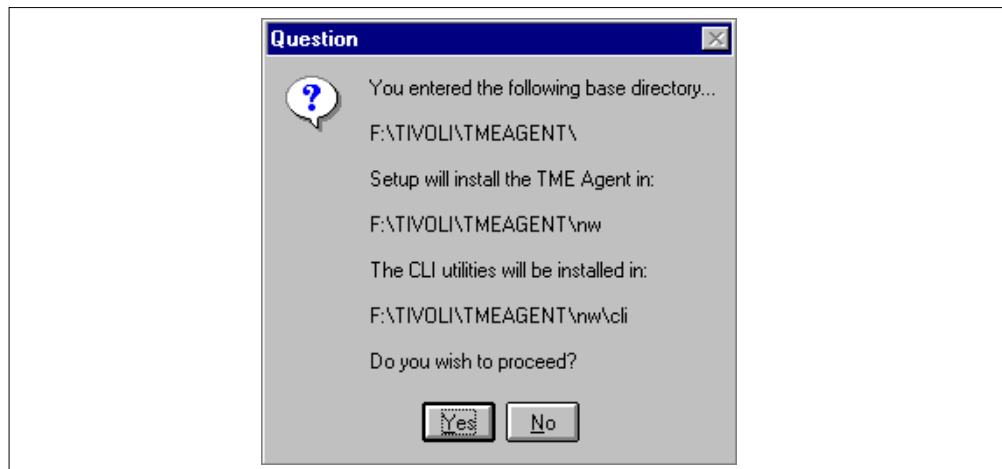 Question
You entered the following base directory...
F:\TIVOLI\TMEAGENT\
Setup will install the TME Agent in:
F:\TIVOLI\TMEAGENT\nw
The CLI utilities will be installed in:
F:\TIVOLI\TMEAGENT\nw\cli
Do you wish to proceed?
Yes No